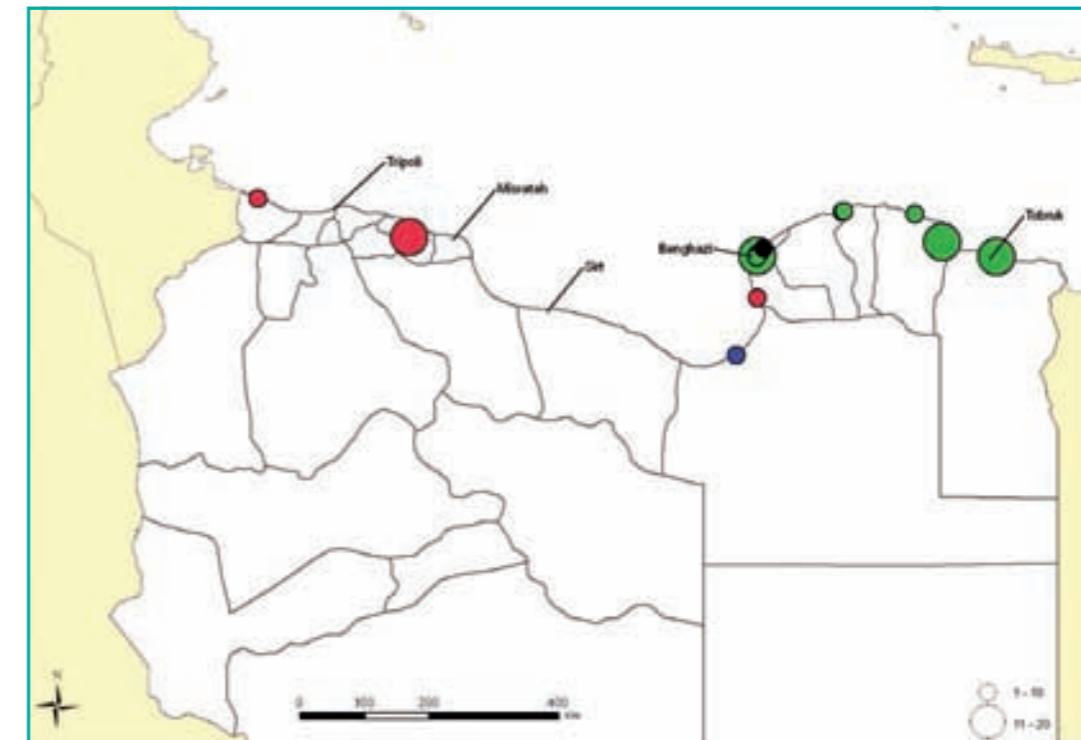 Tripoli
Misratah
Tobruk
Benghazi
Sirt
N
0 100 200 400
Km
1 - 10
11 - 20